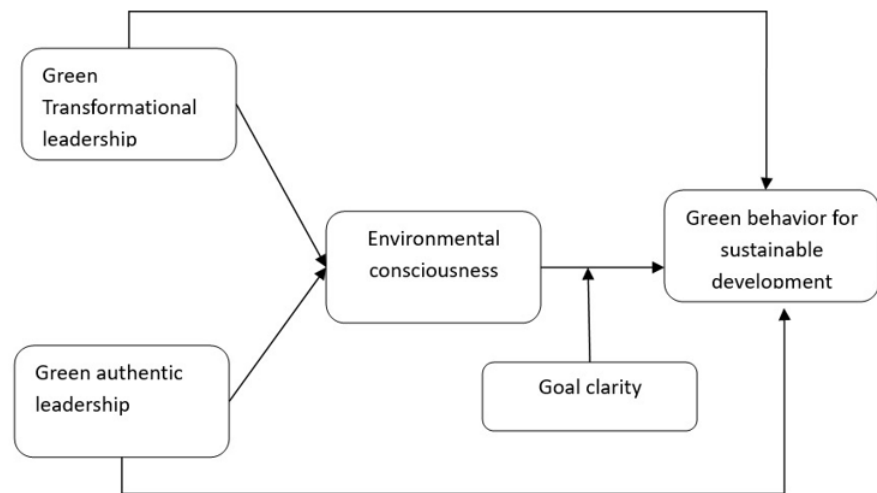 Green
Transformational
leadership
Environmental
consciousness
Green behavior for
sustainable
development
Green authentic
leadership
Goal clarity